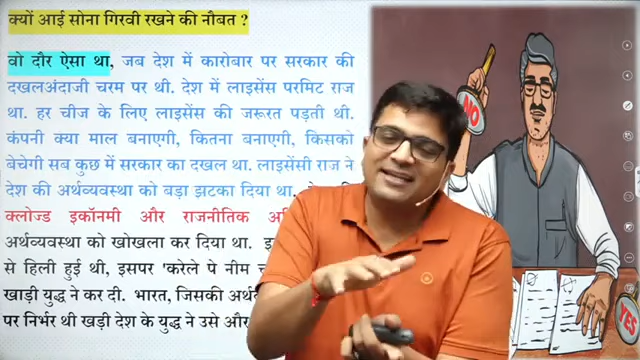 क्यों आई सोना गिरवी रखने की नौबत ?
वो दौर ऐसा था, जब देश में कारोबार पर सरकार की
दखलअंदाजी चरम पर थी. देश में लाइसेंस परमिट राज
था. हर चीज के लिए लाइसेंस की जरूरत पड़ती थी.
कंपनी क्या माल बनाएगी, कितना बनाएगी, किसको
बेचेगी सब कुछ में सरकार का दखल था. लाइसेंसी राज ने
देश की अर्थव्यवस्था को बड़ा झटका दिया था.
क्लोज्ड इकॉनमी और राजनीतिक
अर्थव्यवस्था को खोखला कर दिया था.
से हिली हुई थी, इसपर 'करेले पे नीम
खाड़ी युद्ध ने कर दी. भारत, जिसकी
पर निर्भर थी खड़ी देश के युद्ध ने उसे और
NO
YES